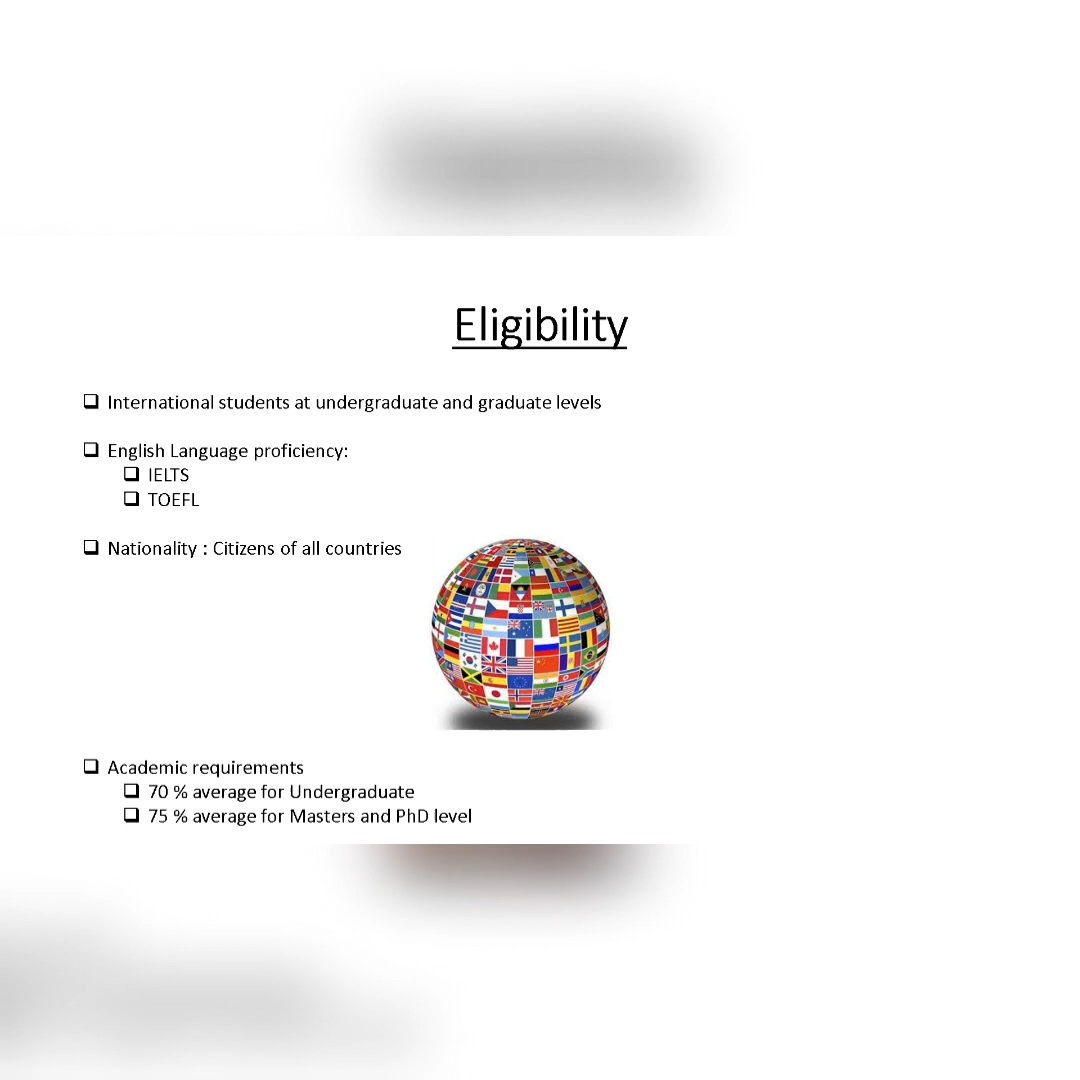 Eligibility
International students at undergraduate and graduate levels
English Language proficiency:
IELTS
TOEFL
Nationality : Citizens of all countries
Academic requirements
70 % average for Undergraduate
75 % average for Masters and PhD level